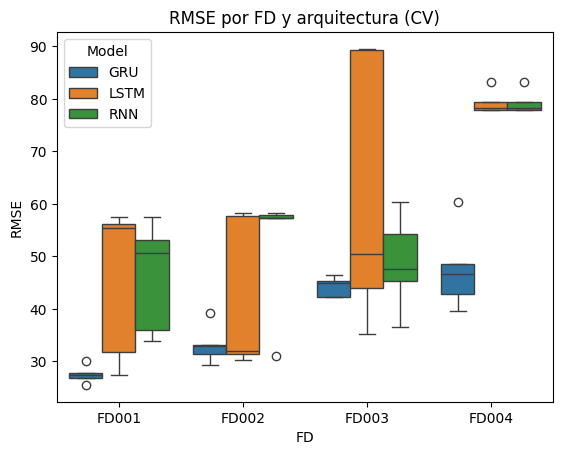 RMSE por FD y arquitectura (CV)
Model
GRU
LSTM
RNN
90
80
70
60
50
40
30
RMSE
FD001
FD002
FD003
FD004
FD